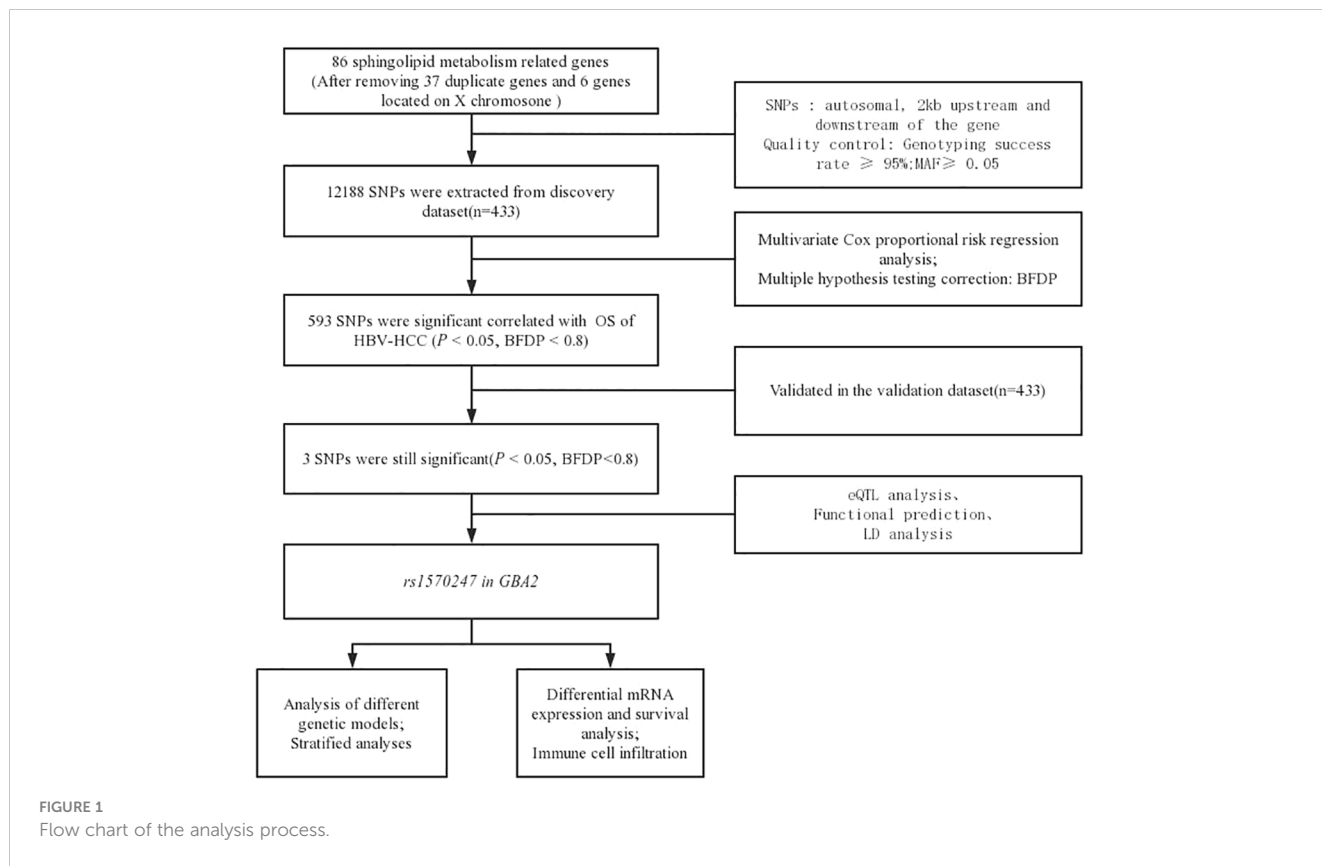 86 sphingolipid metabolism related genes
(After removing 37 duplicate genes and 6 genes
located on X chromosone )
SNPs : autosomal, 2kb upstream and
downstream of the gene
Quality control: Genotyping success
rate ≥ 95%;MAF≥ 0.05
12188 SNPs were extracted from discovery
dataset(n=433)
Multivariate Cox proportional risk regression
analysis;
Multiple hypothesis testing correction: BFDP
593 SNPs were significant correlated with OS of
HBV-HCC (P < 0.05, BFDP < 0.8)
Validated in the validation dataset(n=433)
3 SNPs were still significant(P < 0.05, BFDP<0.8)
eQTL analysis、
Functional prediction、
LD analysis
rs1570247 in GBA2
Analysis of different
genetic models;
Stratified analyses
Differential mRNA
expression and survival
analysis;
Immune cell infiltration
FIGURE 1
Flow chart of the analysis process.